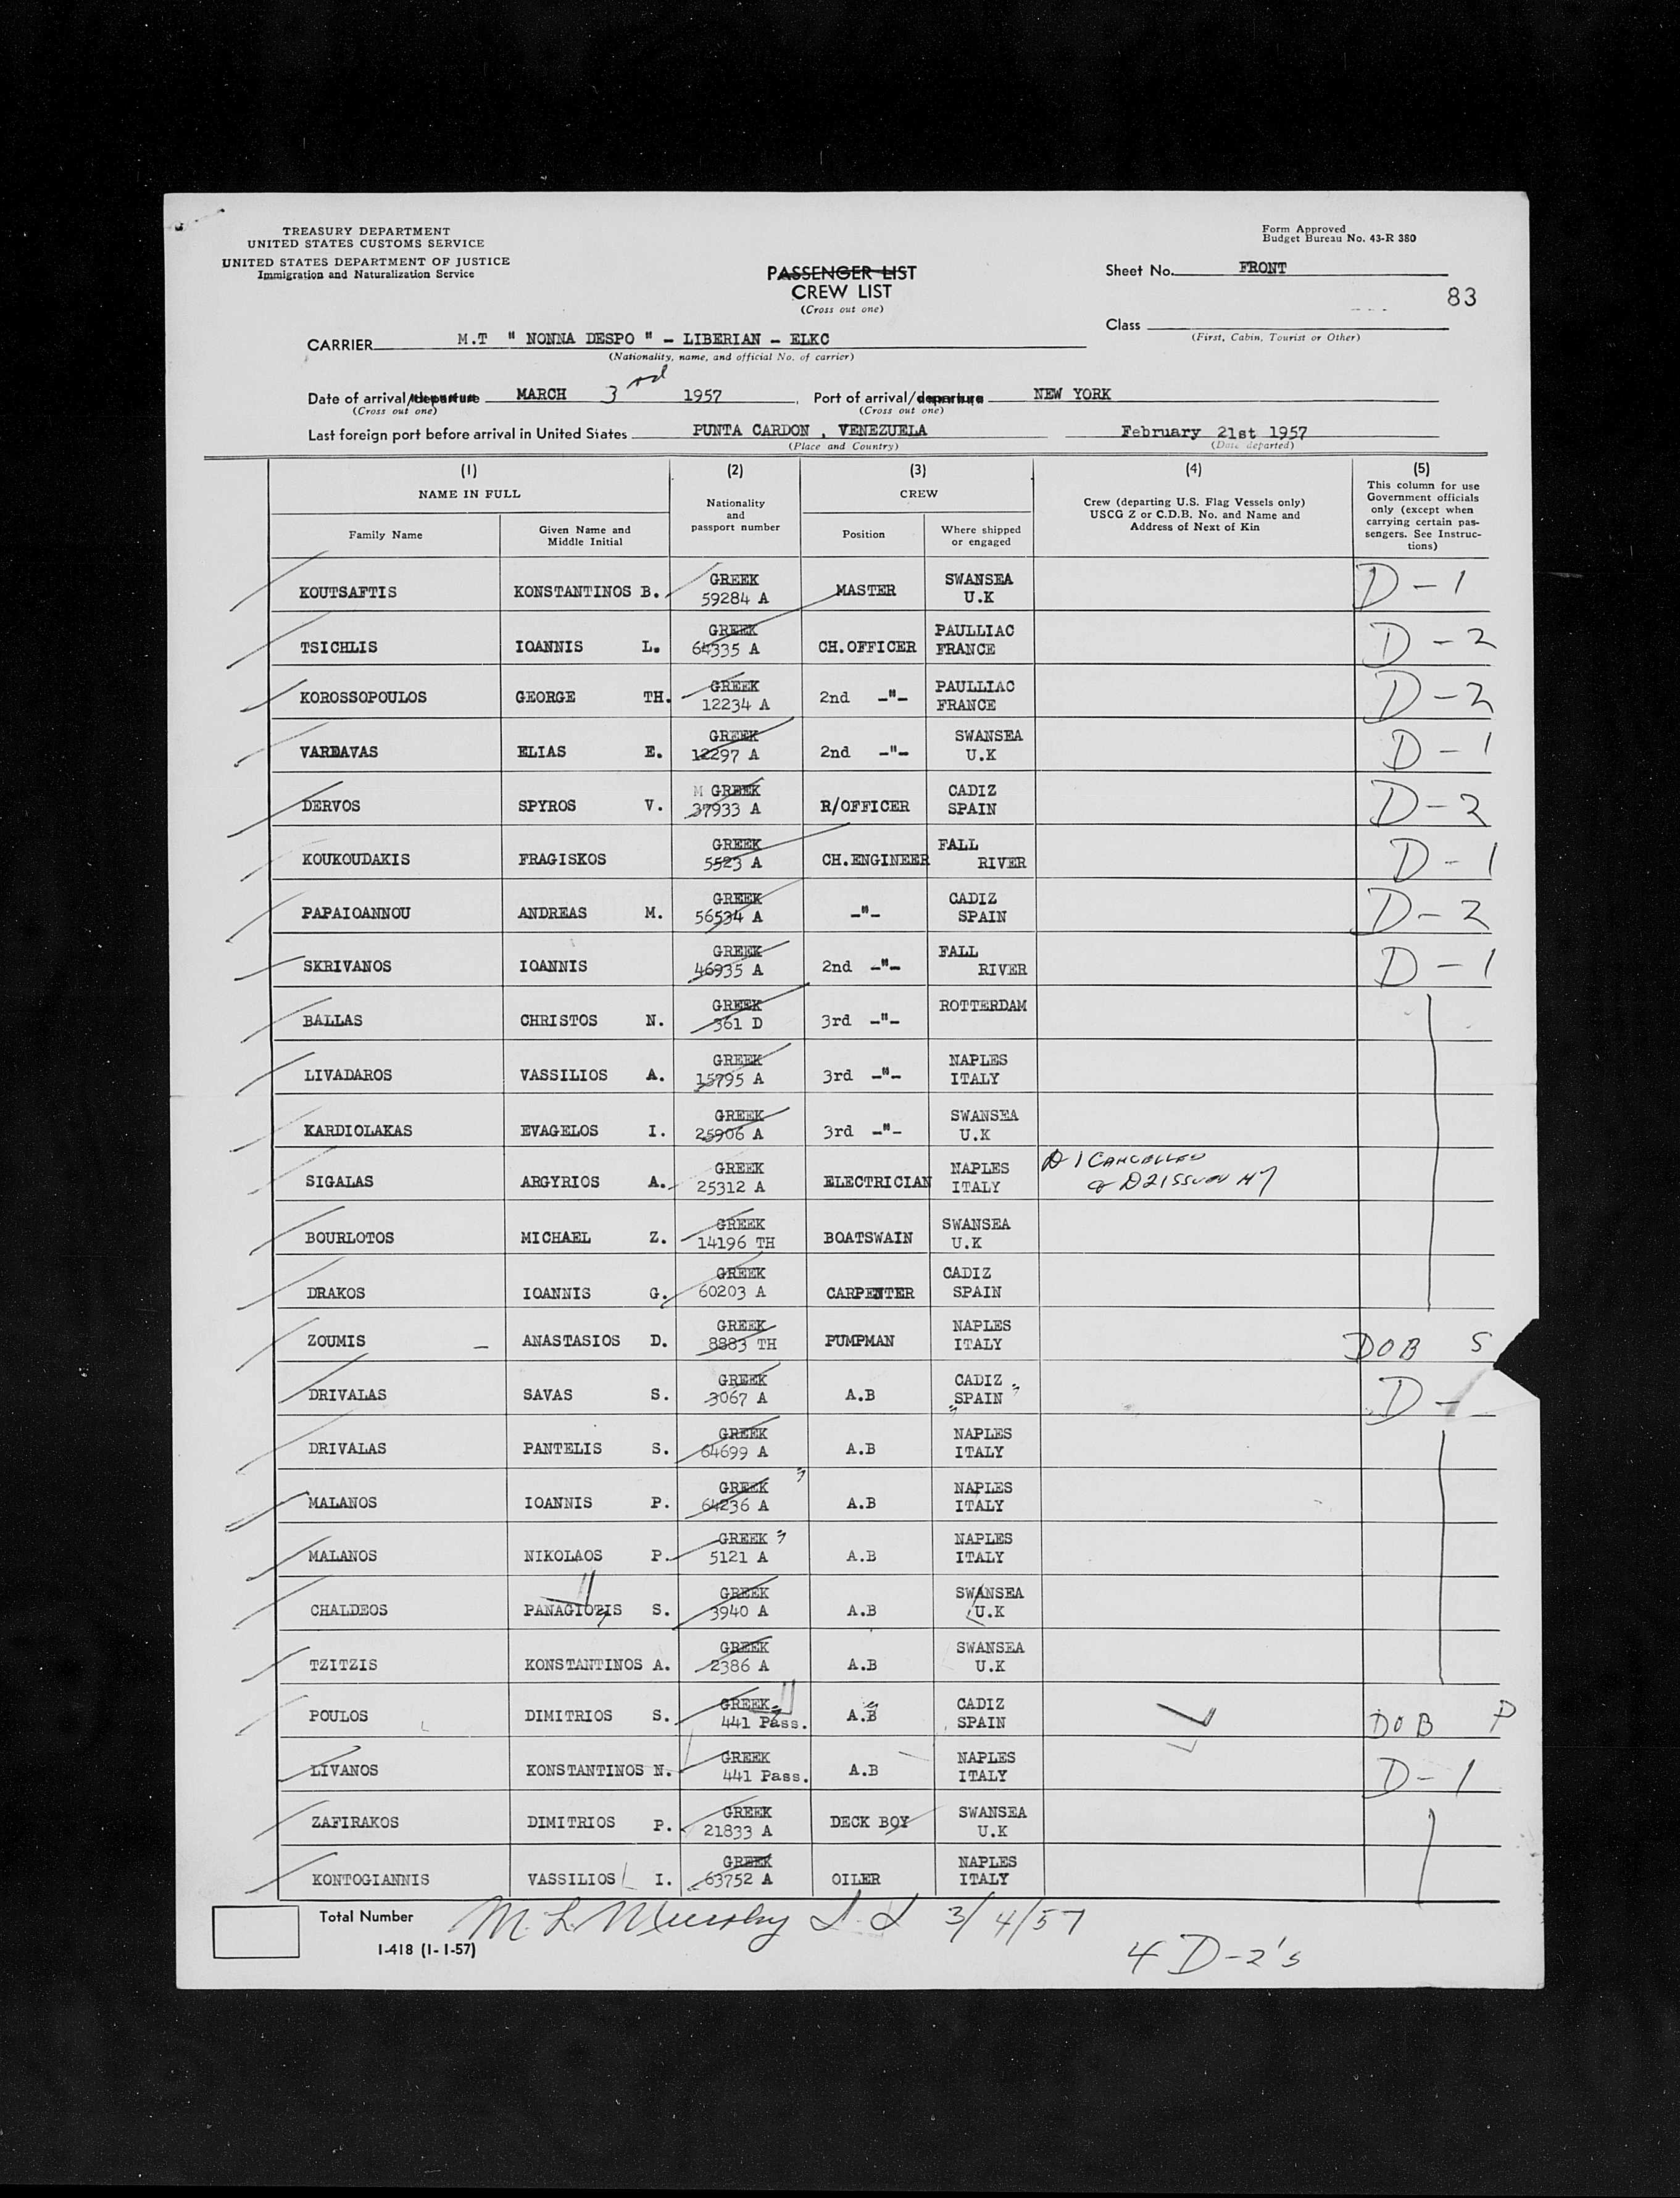 TREASURY DEPARTMENT
UNITED STATES CUSTOMS SERVICE
UNITED STATES DEPARTMENT OF JUSTICE
Immigration and Naturalization Service
Form Approved
Budget Bureau No. 43-R 380
PASSENGER LIST
CREW LIST
(Cross out one)
Sheet No. FRONT
83
Class
(First, Cabin, Tourist or Other)
CARRIER M.T " NONNA DESPO " - LIBERIAN - ELKC
(Nationality, name, and official No. of carrier)
Date of arrival/departure MARCH 3rd 1957, Port of arrival/departure NEW YORK
(Cross out one) (Cross out one)
Last foreign port before arrival in United States PUNTA CARDON , VENEZUELA February 21st 1957
(Place and Country) (Date departed)
(1) (2) (3) (4) (5)
NAME IN FULL
Family Name
Given Name and
Middle Initial
Nationality
and
passport number
CREW
Position
Where shipped
or engaged
Crew (departing U.S. Flag Vessels only)
USCG Z or C.D.B. No. and Name and
Address of Next of Kin
This column for use
Government officials
only (except when
carrying certain pas-
sengers. See Instruc-
tions)
KOUTSAFTIS KONSTANTINOS B. GREEK 59284 A MASTER SWANSEA U.K D-1
TSICHLIS IOANNIS L. GREEK 64335 A CH.OFFICER PAULLIAC FRANCE D-2
KOROSSOPOULOS GEORGE TH. GREEK 12234 A 2nd -"- PAULLIAC FRANCE D-2
VARDAVAS ELIAS E. GREEK 12297 A 2nd -"- SWANSEA U.K D-1
DERVOS SPYROS V. M GREEK 37933 A R/OFFICER CADIZ SPAIN D-2
KOUKOUDAKIS FRAGISKOS GREEK 5523 A CH.ENGINEER FALL RIVER D-1
PAPAIOANNOU ANDREAS M. GREEK 56534 A -"- CADIZ SPAIN D-2
SKRIVANOS IOANNIS GREEK 46935 A 2nd -"- FALL RIVER D-1
BALLAS CHRISTOS N. GREEK 361 D 3rd -"- ROTTERDAM
LIVADAROS VASSILIOS A. GREEK 15795 A 3rd -"- NAPLES ITALY
KARDIOLAKAS EVAGELOS I. GREEK 25906 A 3rd -"- SWANSEA U.K
SIGALAS ARGYRIOS A. GREEK 25312 A ELECTRICIAN NAPLES ITALY D1 CANCELLED & D2 ISSUED
BOURLOTOS MICHAEL Z. GREEK 14196 TH BOATSWAIN SWANSEA U.K
DRAKOS IOANNIS G. GREEK 60203 A CARPENTER CADIZ SPAIN
ZOUMIS - ANASTASIOS D. GREEK 8883 TH PUMPMAN NAPLES ITALY DOB S
DRIVALAS SAVAS S. GREEK 3067 A A.B CADIZ SPAIN D-1
DRIVALAS PANTELIS S. GREEK 64699 A A.B NAPLES ITALY
MALANOS IOANNIS P. GREEK 64236 A A.B NAPLES ITALY
MALANOS NIKOLAOS P. GREEK 5121 A A.B NAPLES ITALY
CHALDEOS PANAGIOTIS S. GREEK 3940 A A.B SWANSEA U.K
TZITZIS KONSTANTINOS A. GREEK 2386 A A.B SWANSEA U.K
POULOS DIMITRIOS S. GREEK 441 Pass. A.B CADIZ SPAIN DOB P
LIVANOS KONSTANTINOS N. GREEK 441 Pass. A.B NAPLES ITALY D-1
ZAFIRAKOS DIMITRIOS P. GREEK 21833 A DECK BOY SWANSEA U.K
KONTOGIANNIS VASSILIOS I. GREEK 63752 A OILER NAPLES ITALY
Total Number M. L. Murphy 3/4/57
I-418 (1-1-57)
4 D-2's